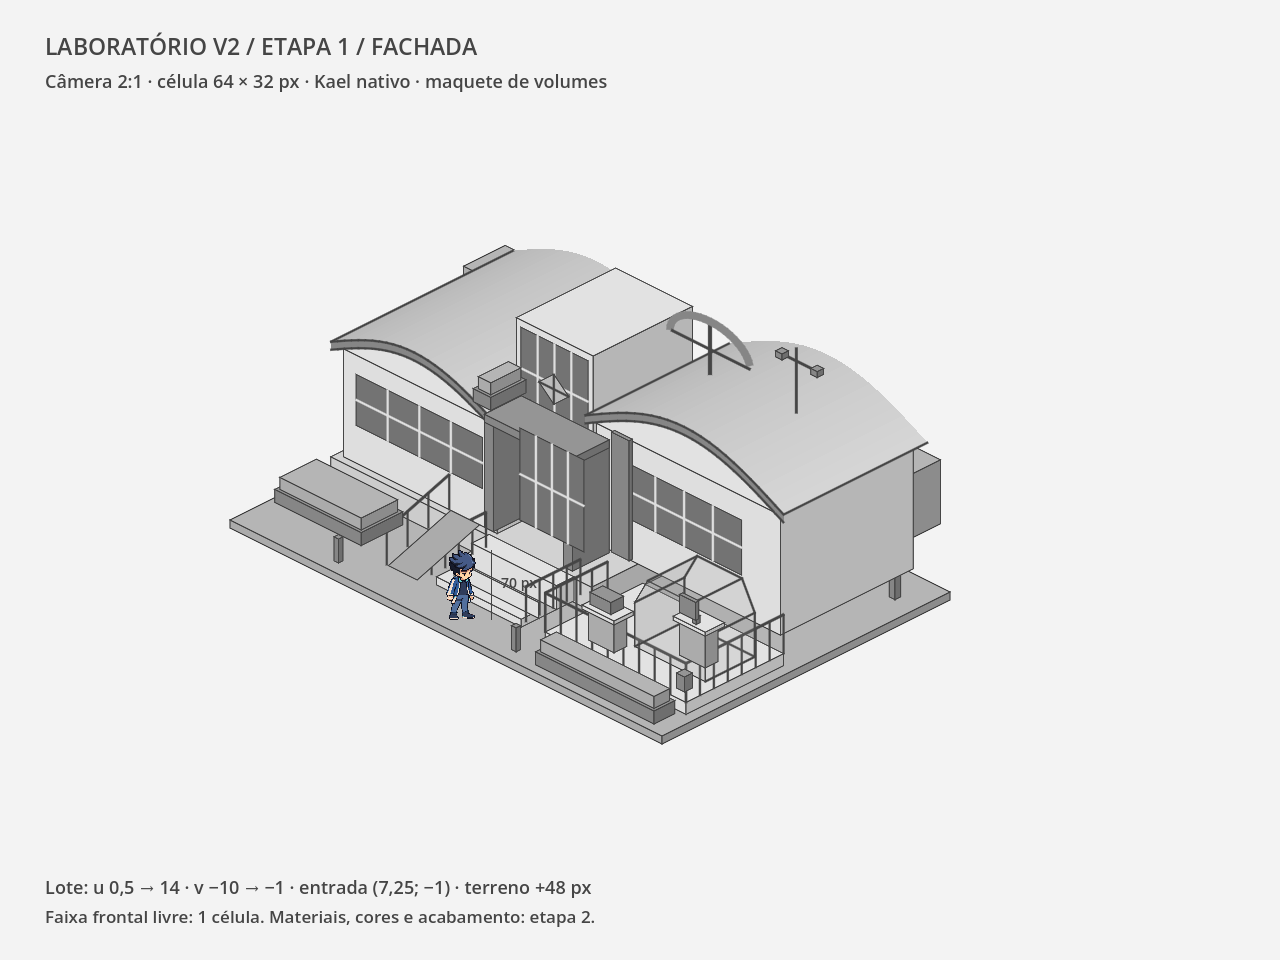 LABORATÓRIO V2 / ETAPA 1 / FACHADA
Câmera 2:1 · célula 64 × 32 px · Kael nativo · maquete de volumes
70 px
Lote: u 0,5 → 14 · v −10 → −1 · entrada (7,25; −1) · terreno +48 px
Faixa frontal livre: 1 célula. Materiais, cores e acabamento: etapa 2.